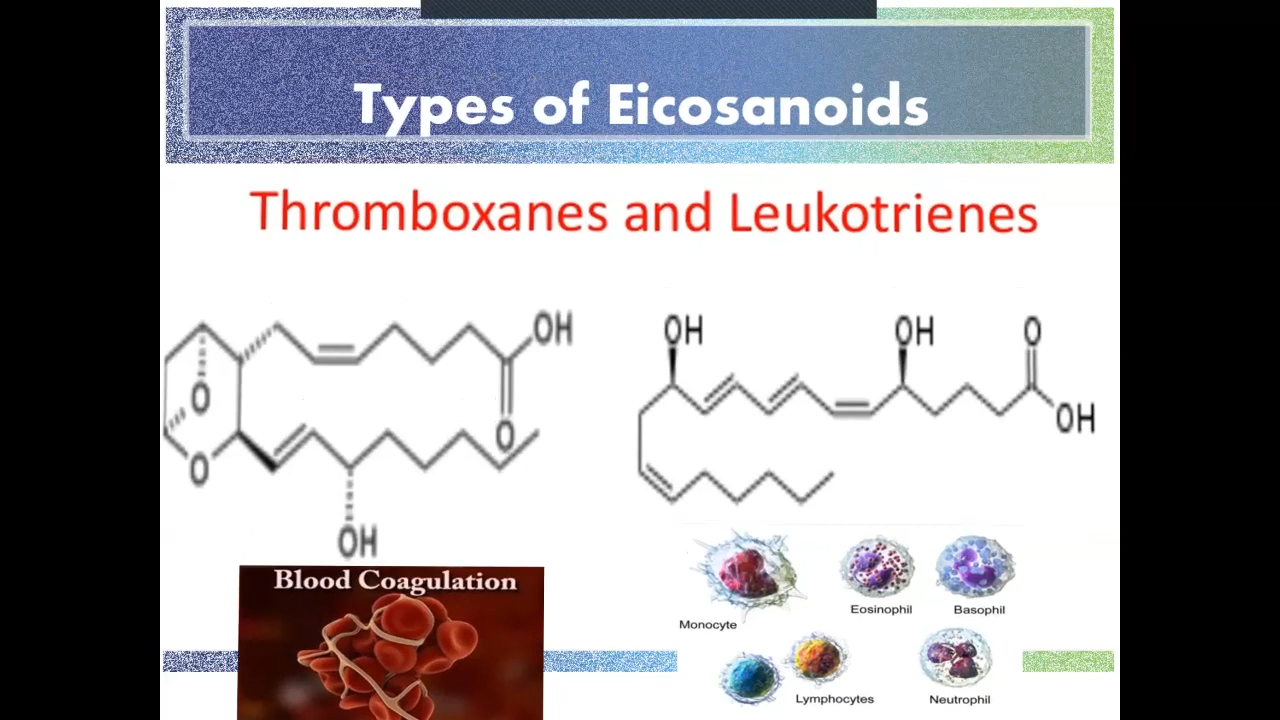 Types of Eicosanoids
Thromboxanes and Leukotrienes
OH
O
O
O
OH
OH
OH
O
OH
Blood Coagulation
Monocyte
Eosinophil
Basophil
Lymphocytes
Neutrophil